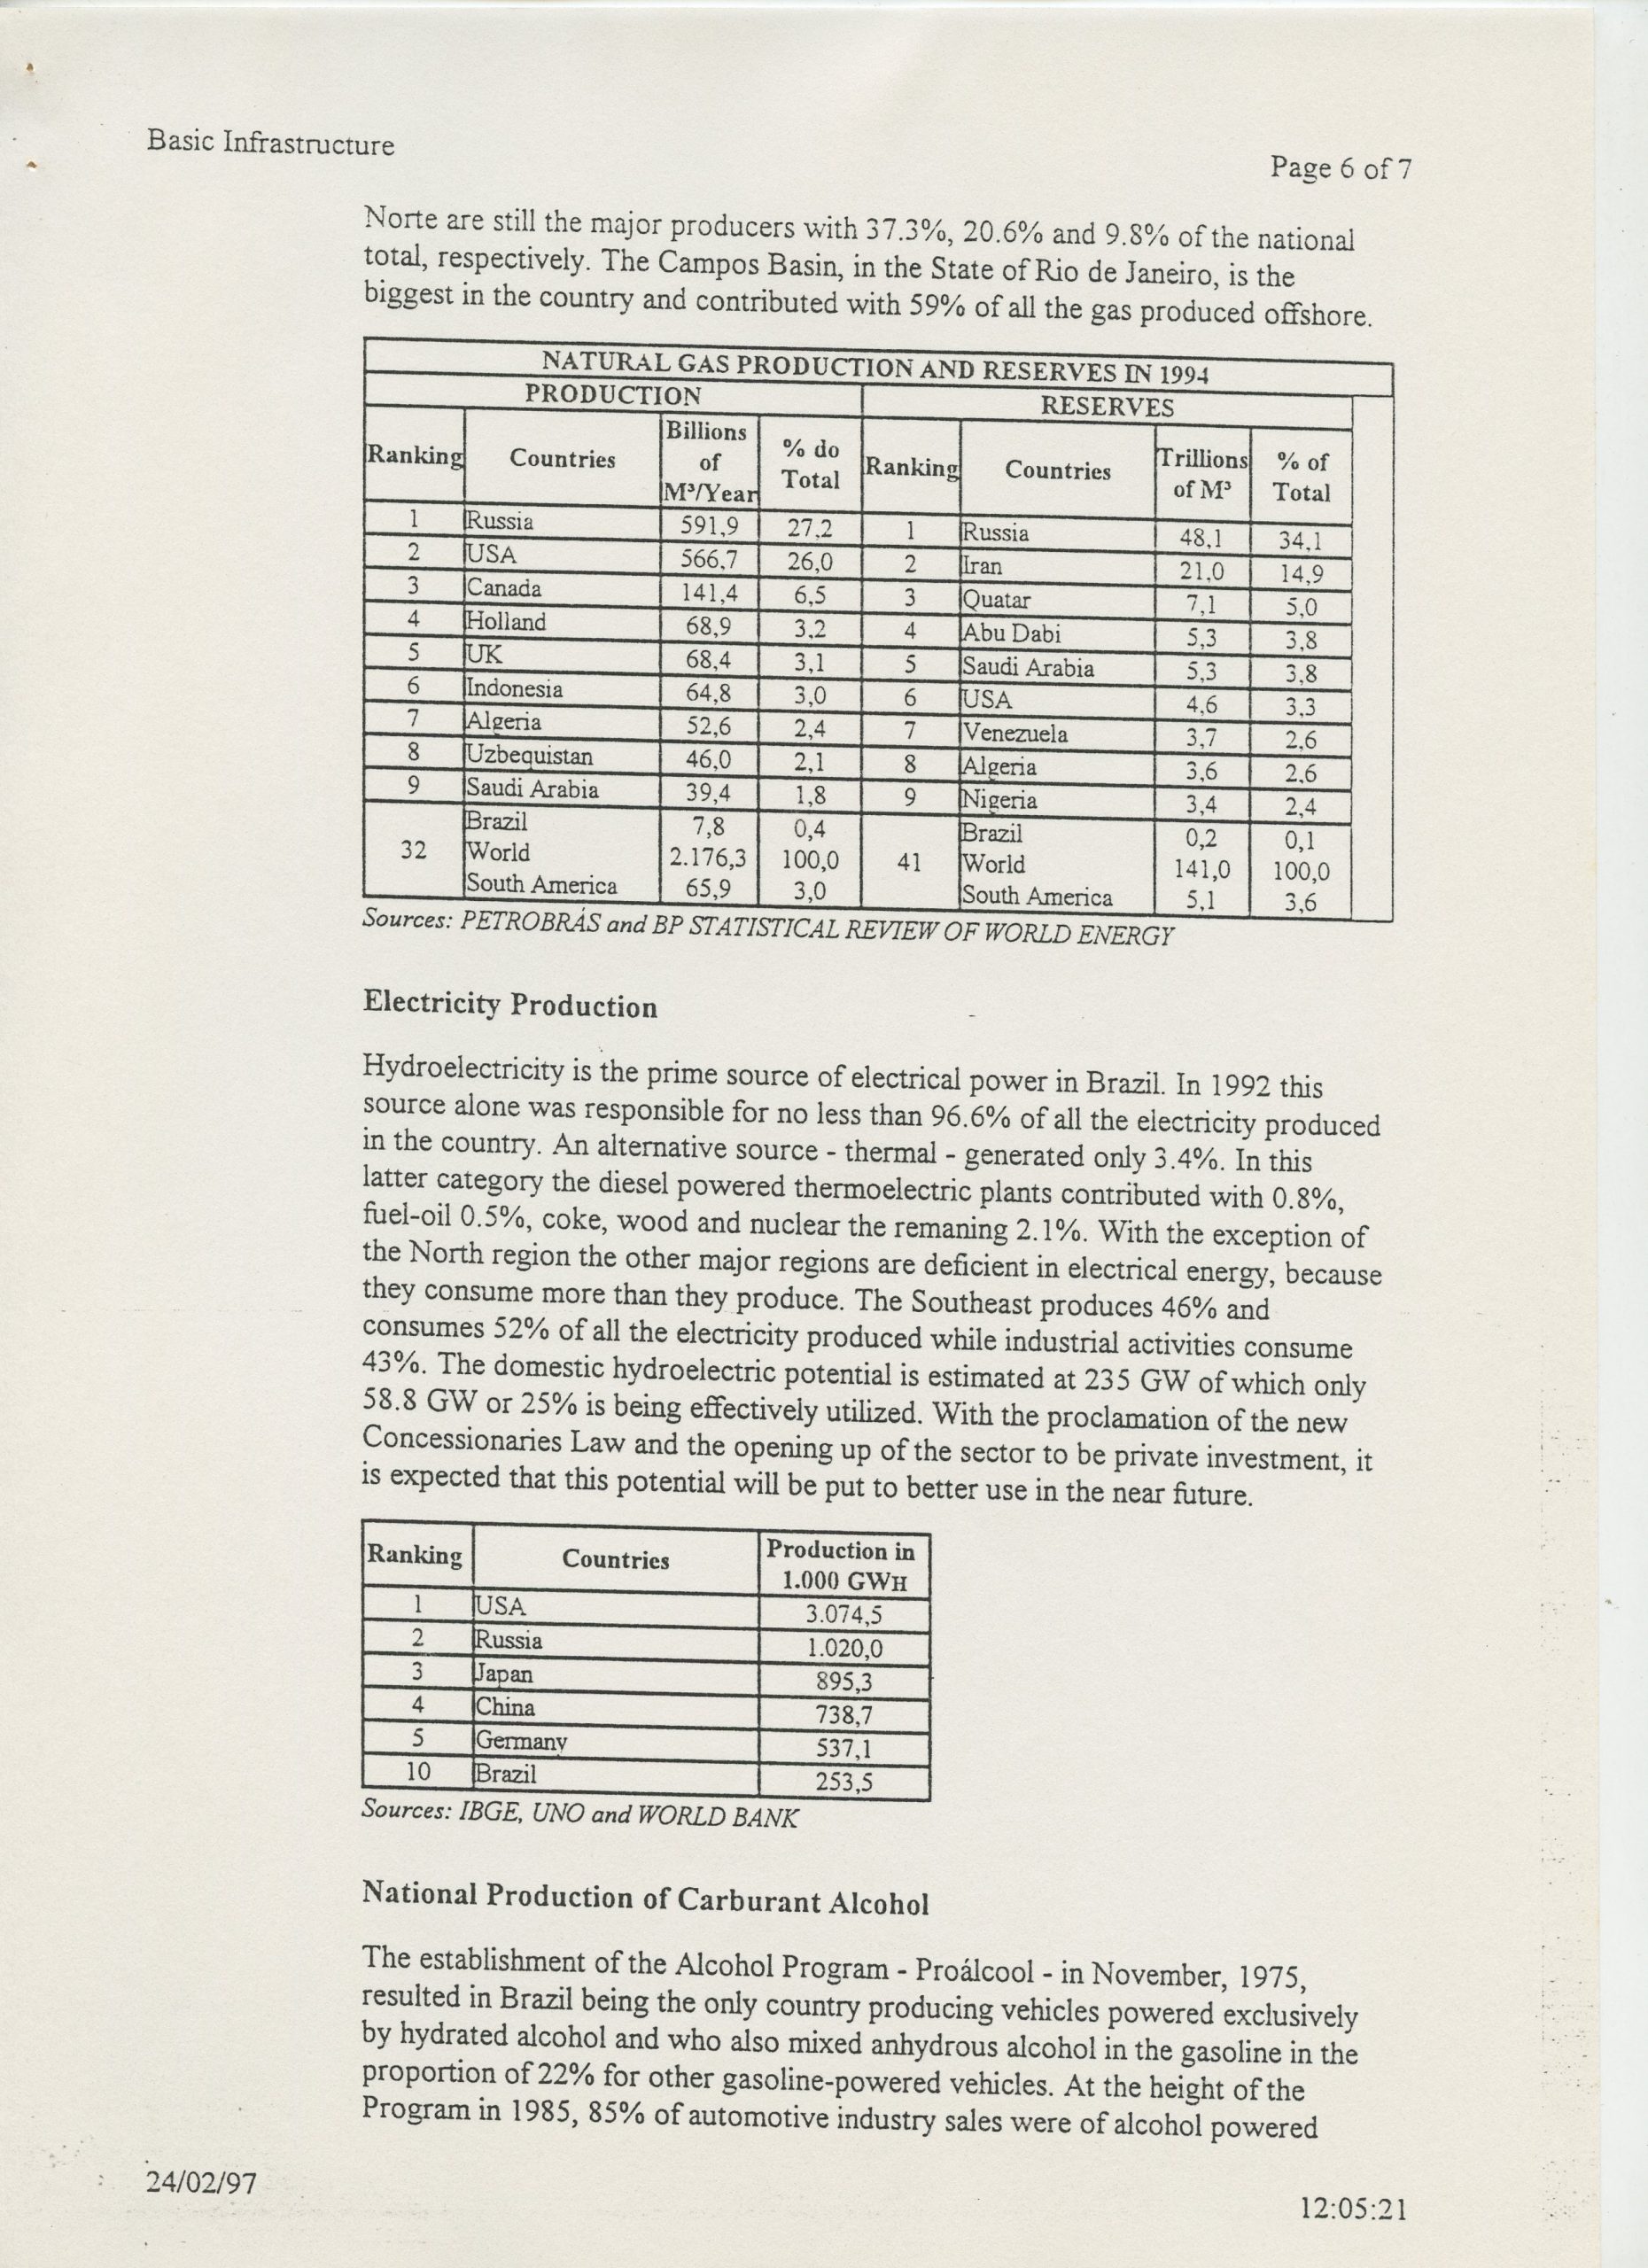 Basic Infrastructure
Page 6 of 7
Norte are still the major producers with 37.3%, 20.6% and 9.8% of the national
total, respectively. The Campos Basin, in the State of Rio de Janeiro, is the
biggest in the country and contributed with 59% of all the gas produced offshore.
NATURAL GAS PRODUCTION AND RESERVES IN 1994
PRODUCTION RESERVES
Ranking Countries Billions of M³/Year % do Total Ranking Countries Trillions of M³ % of Total
1 Russia 591,9 27,2 1 Russia 48,1 34,1
2 USA 566,7 26,0 2 Iran 21,0 14,9
3 Canada 141,4 6,5 3 Quatar 7,1 5,0
4 Holland 68,9 3,2 4 Abu Dabi 5,3 3,8
5 UK 68,4 3,1 5 Saudi Arabia 5,3 3,8
6 Indonesia 64,8 3,0 6 USA 4,6 3,3
7 Algeria 52,6 2,4 7 Venezuela 3,7 2,6
8 Uzbequistan 46,0 2,1 8 Algeria 3,6 2,6
9 Saudi Arabia 39,4 1,8 9 Nigeria 3,4 2,4
Brazil 7,8 0,4 Brazil 0,2 0,1
32 World 2.176,3 100,0 41 World 141,0 100,0
South America 65,9 3,0 South America 5,1 3,6
Sources: PETROBRÁS and BP STATISTICAL REVIEW OF WORLD ENERGY
Electricity Production
Hydroelectricity is the prime source of electrical power in Brazil. In 1992 this
source alone was responsible for no less than 96.6% of all the electricity produced
in the country. An alternative source - thermal - generated only 3.4%. In this
latter category the diesel powered thermoelectric plants contributed with 0.8%,
fuel-oil 0.5%, coke, wood and nuclear the remaning 2.1%. With the exception of
the North region the other major regions are deficient in electrical energy, because
they consume more than they produce. The Southeast produces 46% and
consumes 52% of all the electricity produced while industrial activities consume
43%. The domestic hydroelectric potential is estimated at 235 GW of which only
58.8 GW or 25% is being effectively utilized. With the proclamation of the new
Concessionaries Law and the opening up of the sector to be private investment, it
is expected that this potential will be put to better use in the near future.
Ranking Countries Production in 1.000 GWH
1 USA 3.074,5
2 Russia 1.020,0
3 Japan 895,3
4 China 738,7
5 Germany 537,1
10 Brazil 253,5
Sources: IBGE, UNO and WORLD BANK
National Production of Carburant Alcohol
The establishment of the Alcohol Program - Proálcool - in November, 1975,
resulted in Brazil being the only country producing vehicles powered exclusively
by hydrated alcohol and who also mixed anhydrous alcohol in the gasoline in the
proportion of 22% for other gasoline-powered vehicles. At the height of the
Program in 1985, 85% of automotive industry sales were of alcohol powered
24/02/97
12:05:21